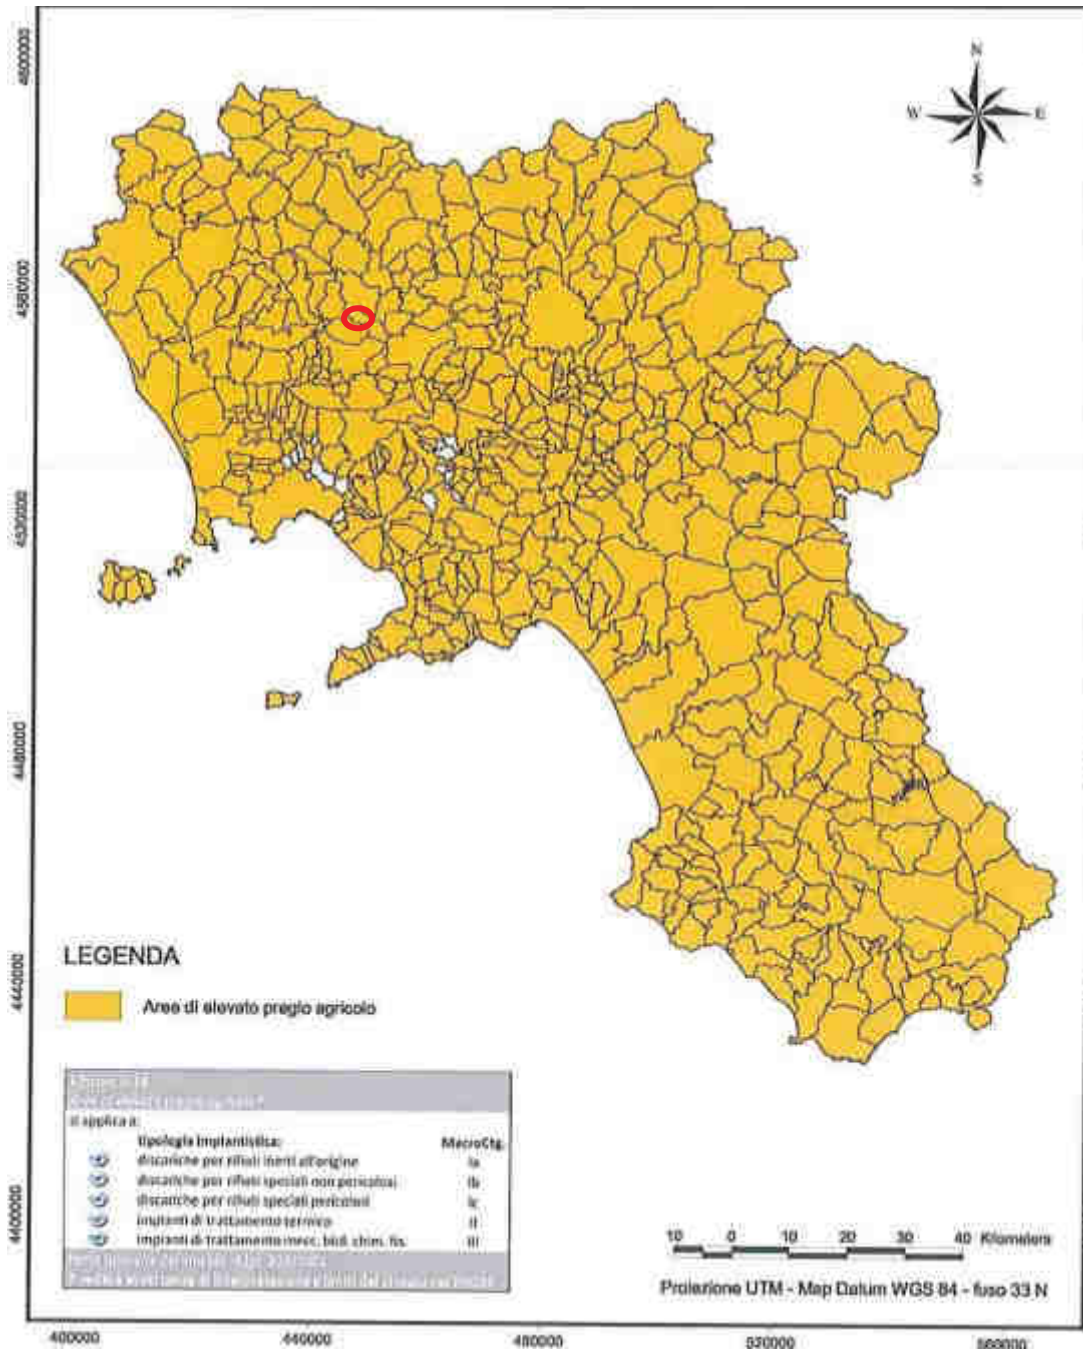 N
W E
S
4600000
4560000
4520000
4480000
4440000
4400000
LEGENDA
Aree di elevato pregio agricolo
si applica a:
tipologia impiantistica: MacroCtg.
discariche per rifiuti inerti all'origine Ia
discariche per rifiuti speciali non pericolosi Ib
discariche per rifiuti speciali pericolosi Ic
impianti di trattamento termico II
impianti di trattamento mecc. biol. chim. fis. III
10 0 10 20 30 40 Kilometers
Proiezione UTM - Map Datum WGS 84 - fuso 33 N
400000 440000 480000 520000 560000